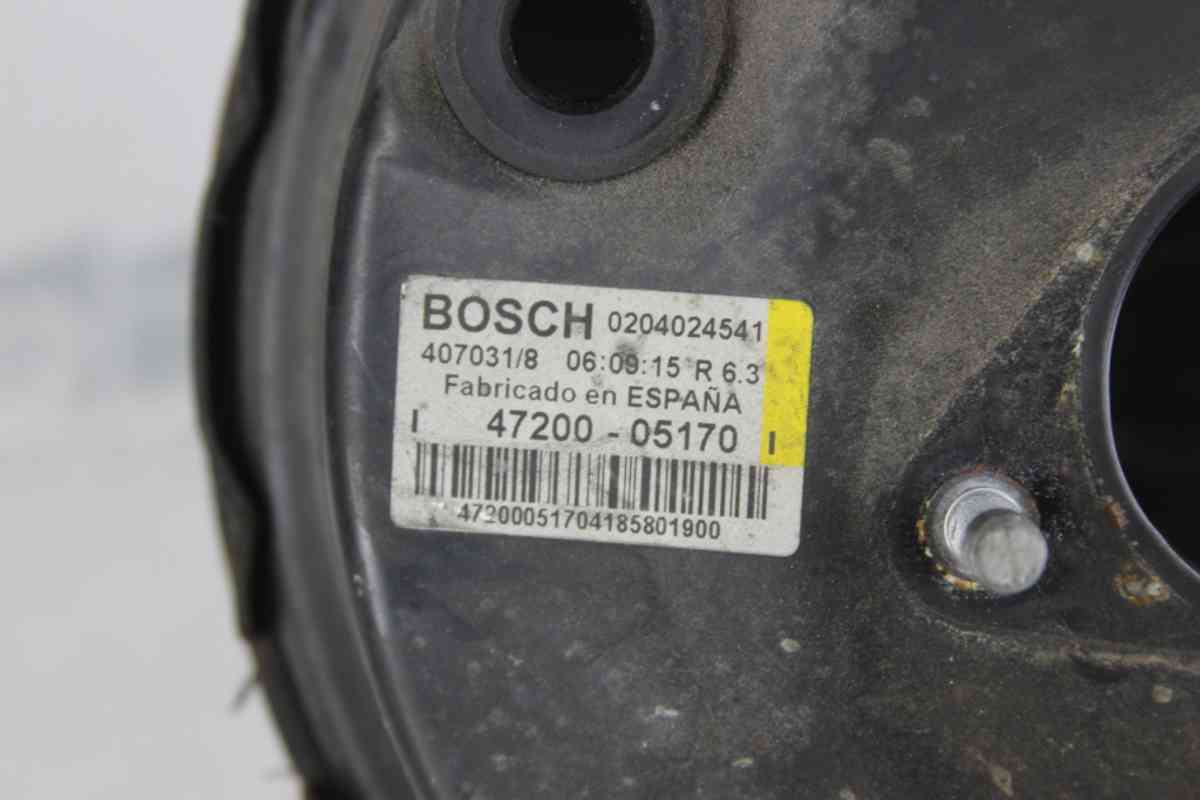 BOSCH 0204024541
407031/8 06:09:15 R 6.3
Fabricado en ESPAÑA
I 47200 - 05170 I
47200051704185801900